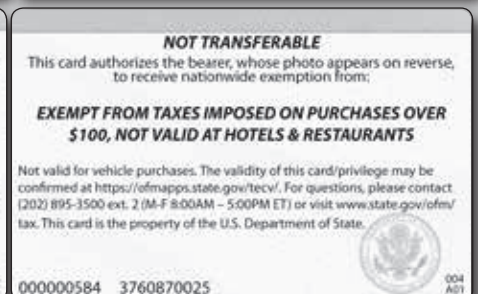 NOT TRANSFERABLE
This card authorizes the bearer, whose photo appears on reverse,
to receive nationwide exemption from:
EXEMPT FROM TAXES IMPOSED ON PURCHASES OVER
$100, NOT VALID AT HOTELS & RESTAURANTS
Not valid for vehicle purchases. The validity of this card/privilege may be
confirmed at https://ofmapps.state.gov/tecv/. For questions, please contact
(202) 895-3500 ext. 2 (M-F 8:00AM – 5:00PM ET) or visit www.state.gov/ofm/
tax. This card is the property of the U.S. Department of State.
000000584 3760870025
004
A01